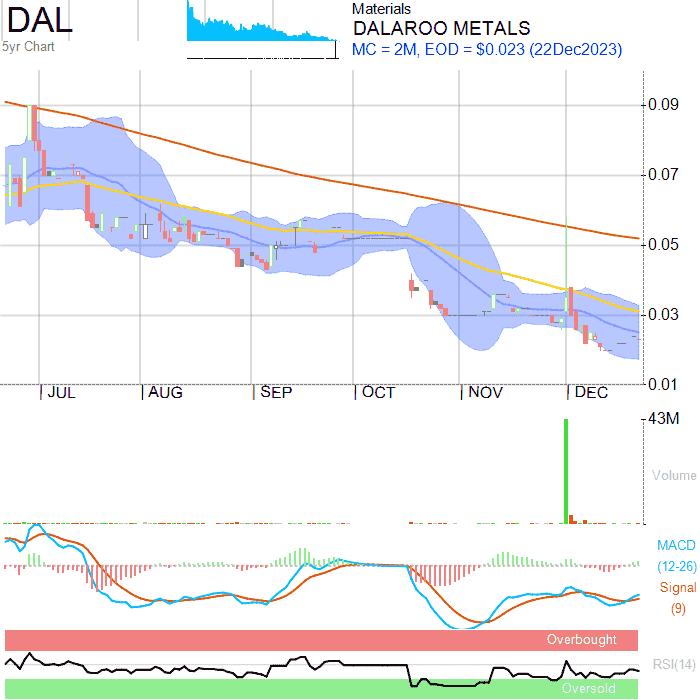 DAL
5yr Chart
Materials
DALAROO METALS
MC = 2M, EOD = $0.023 (22Dec2023)
0.09
0.07
0.05
0.03
0.01
JUL
AUG
SEP
OCT
NOV
DEC
43M
Volume
MACD
(12-26)
Signal
(9)
Overbought
RSI(14)
Oversold